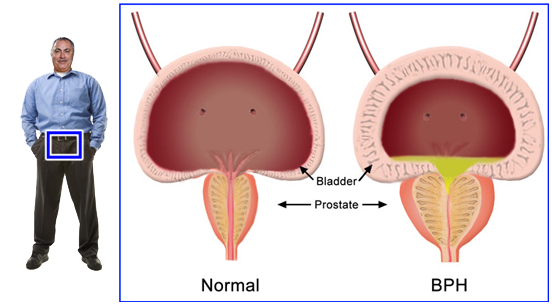 Bladder
Prostate
Normal
BPH